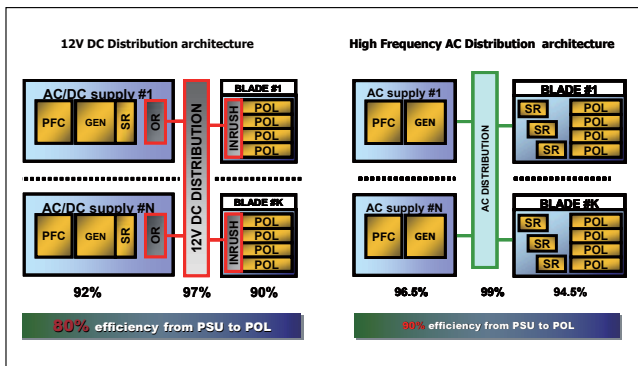 12V DC Distribution architecture
AC/DC supply #1
PFC
GEN
SR
OR
12V DC DISTRIBUTION
BLADE #1
INRUSH
POL
POL
POL
POL
AC/DC supply #N
PFC
GEN
SR
OR
BLADE #K
INRUSH
POL
POL
POL
POL
92%
97%
90%
80% efficiency from PSU to POL
High Frequency AC Distribution architecture
AC supply #1
PFC
GEN
AC DISTRIBUTION
BLADE #1
SR
SR
SR
POL
POL
POL
POL
AC supply #N
PFC
GEN
BLADE #K
SR
SR
SR
POL
POL
POL
POL
96.5%
99%
94.5%
90% efficiency from PSU to POL